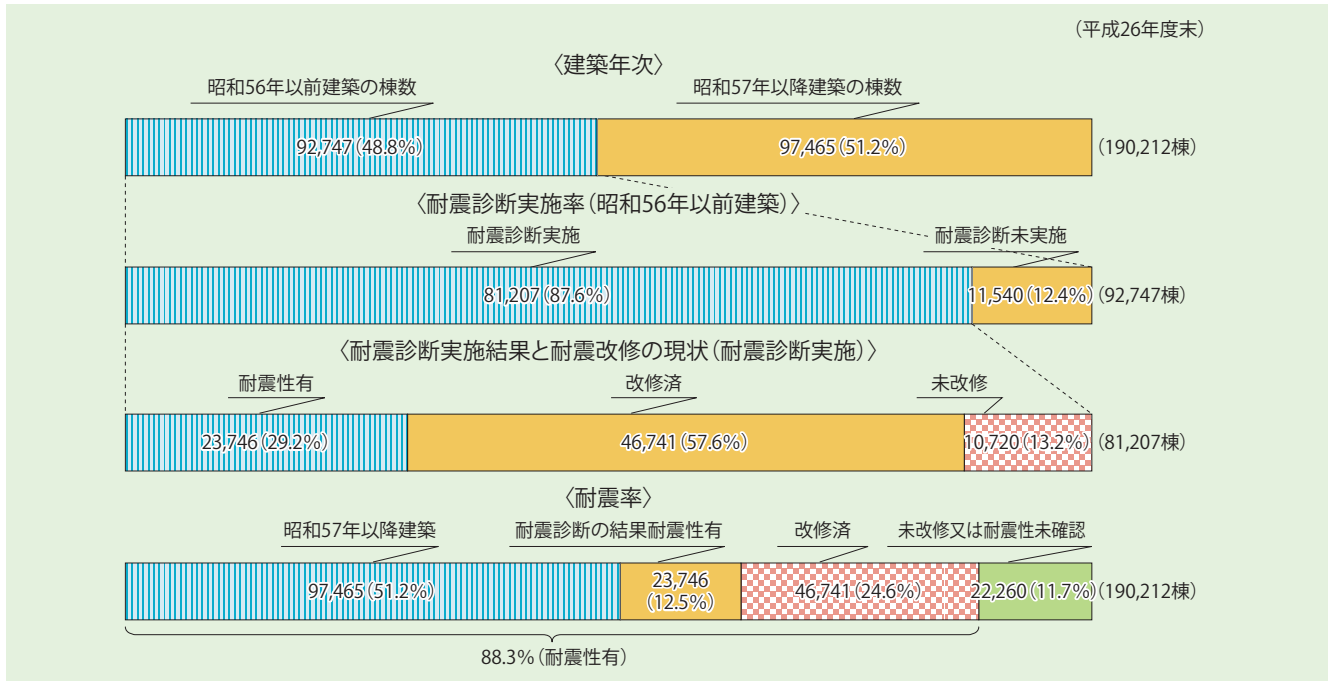 (平成26年度末)
〈建築年次〉
昭和56年以前建築の棟数
昭和57年以降建築の棟数
92,747(48.8%)
97,465(51.2%)
(190,212棟)
〈耐震診断実施率(昭和56年以前建築)〉
耐震診断実施
耐震診断未実施
81,207(87.6%)
11,540(12.4%)
(92,747棟)
〈耐震診断実施結果と耐震改修の現状(耐震診断実施)〉
耐震性有
改修済
未改修
23,746(29.2%)
46,741(57.6%)
10,720(13.2%)
(81,207棟)
〈耐震率〉
昭和57年以降建築
耐震診断の結果耐震性有
改修済
未改修又は耐震性未確認
97,465(51.2%)
23,746
(12.5%)
46,741(24.6%)
22,260(11.7%)
(190,212棟)
88.3%(耐震性有)